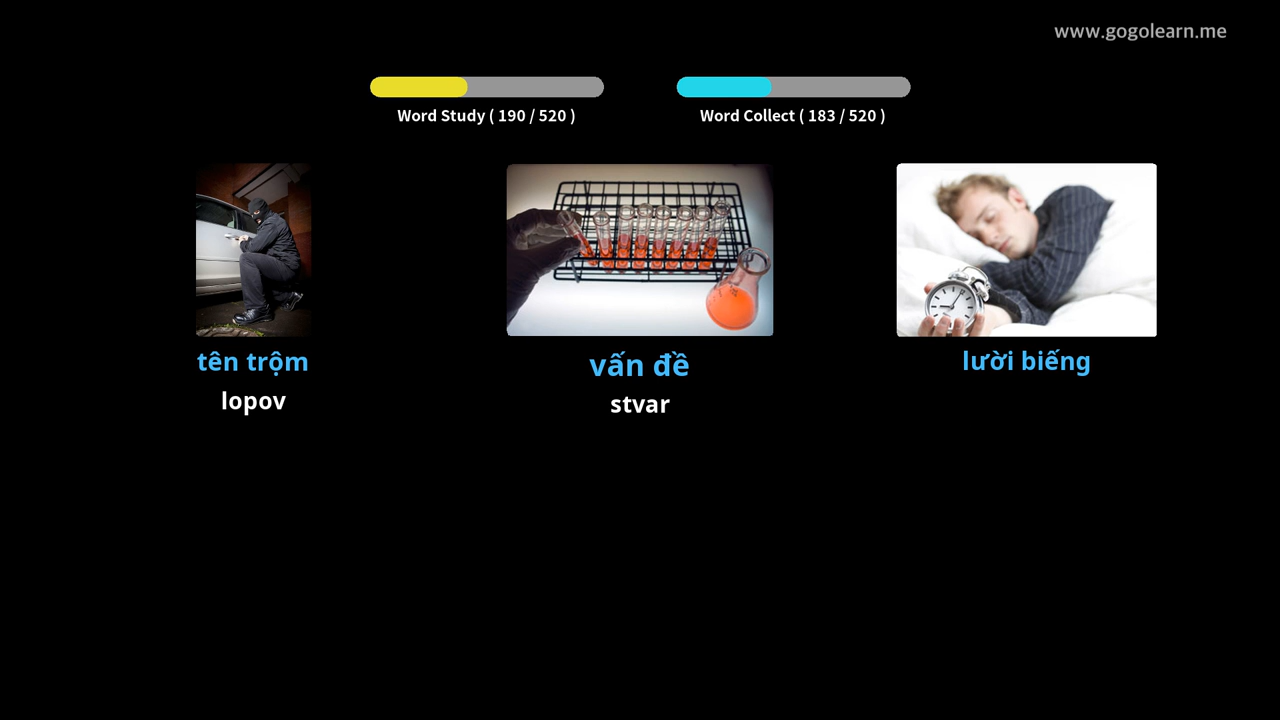 www.gogolearn.me
Word Study ( 190 / 520 )
Word Collect ( 183 / 520 )
tên trộm
lopov
vấn đề
stvar
lười biếng